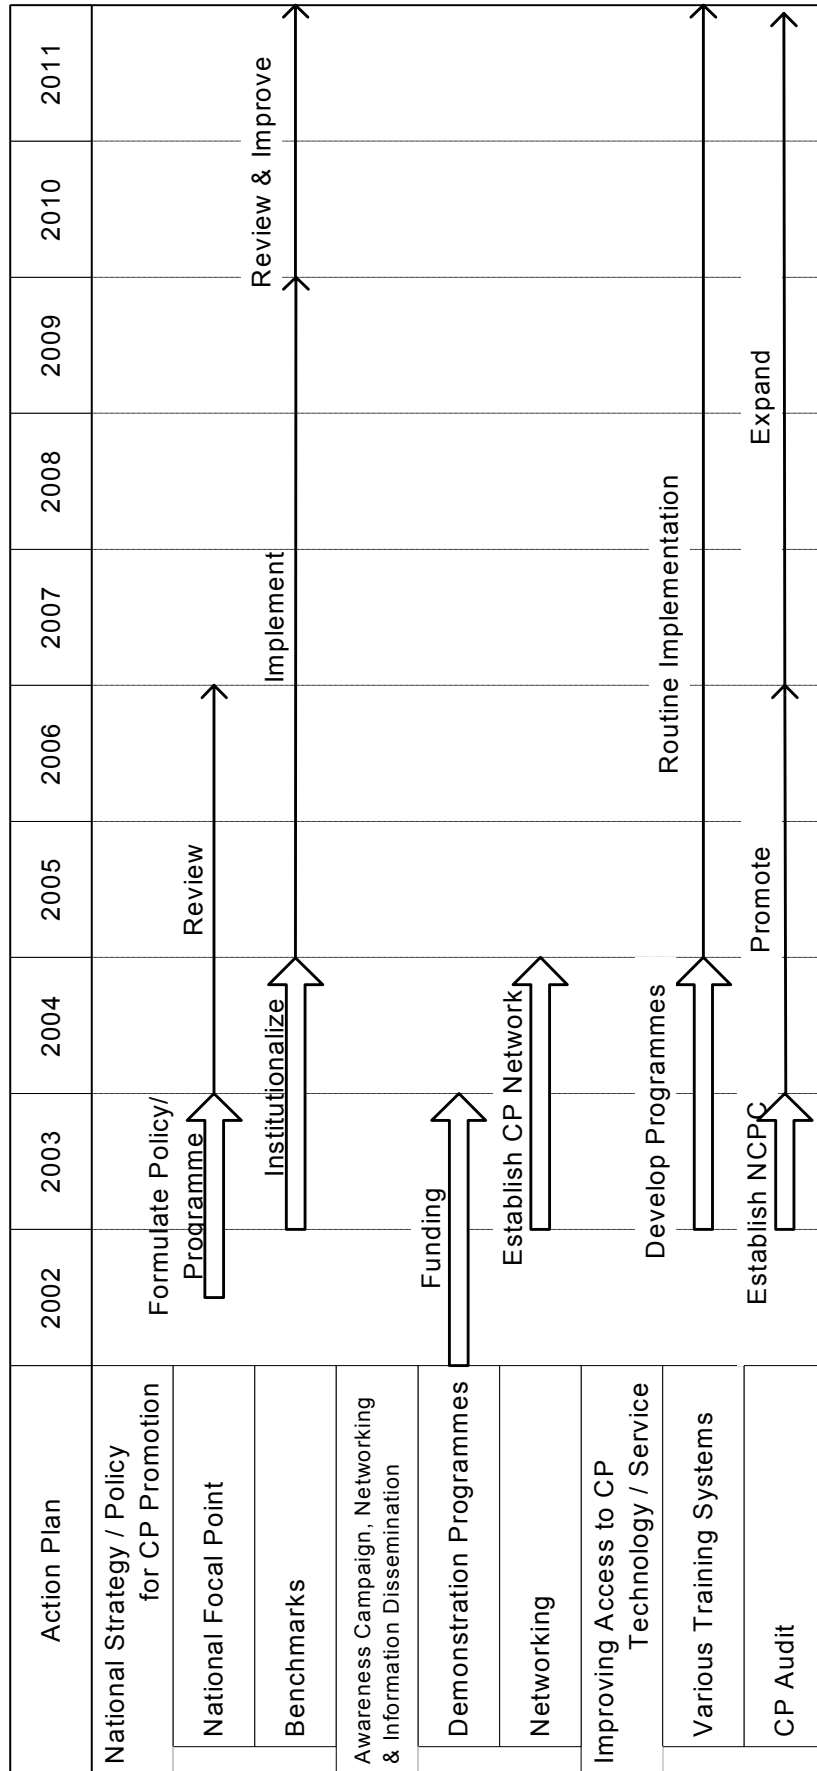 Action Plan
2002
2003
2004
2005
2006
2007
2008
2009
2010
2011
National Strategy / Policy
for CP Promotion
National Focal Point
Formulate Policy/
Programme
Review
Benchmarks
Institutionalize
Implement
Review & Improve
Awareness Campaign, Networking
& Information Dissemination
Demonstration Programmes
Funding
Networking
Establish CP Network
Improving Access to CP
Technology / Service
Various Training Systems
Develop Programmes
Routine Implementation
CP Audit
Establish NCPC
Promote
Expand